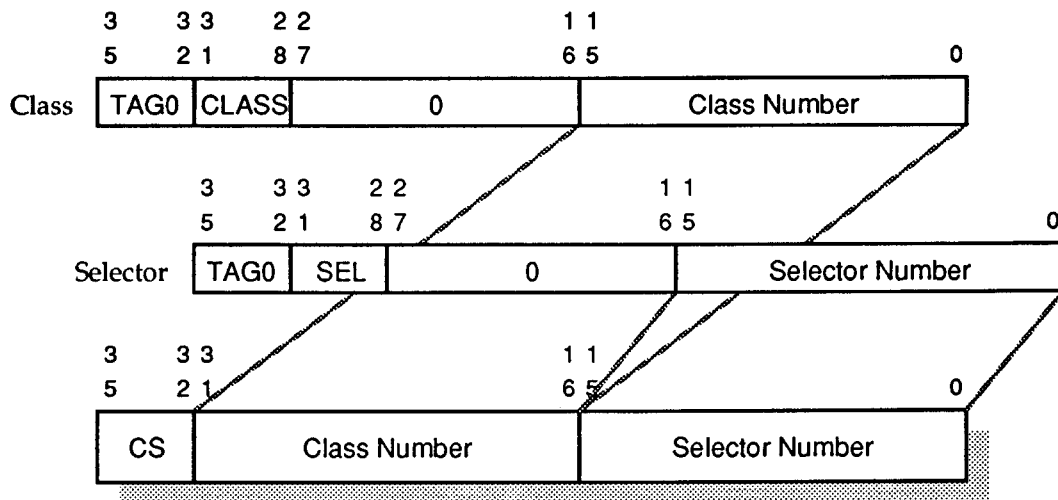 3 3 3 2 2 1 1
5 2 1 8 7 6 5 0
Class TAG0 CLASS 0 Class Number
3 3 3 2 2 1 1
5 2 1 8 7 6 5 0
Selector TAG0 SEL 0 Selector Number
3 3 3 1 1
5 2 1 6 5 0
CS Class Number Selector Number